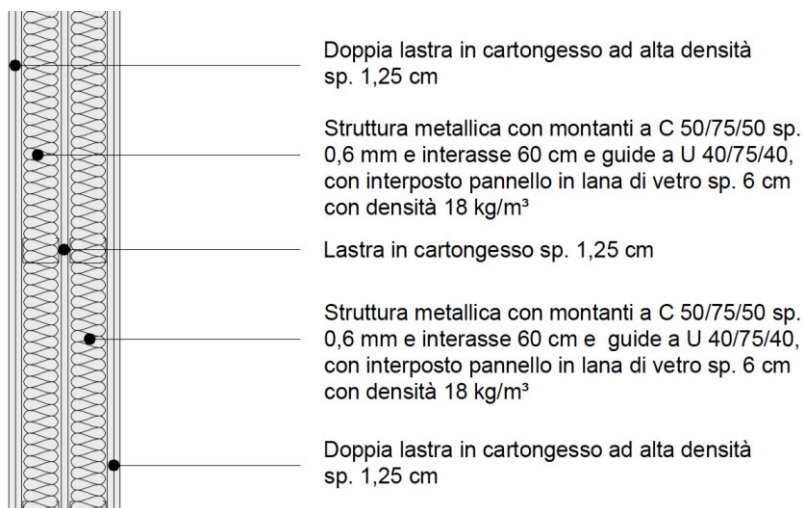 Doppia lastra in cartongesso ad alta densità
sp. 1,25 cm
Struttura metallica con montanti a C 50/75/50 sp.
0,6 mm e interasse 60 cm e guide a U 40/75/40,
con interposto pannello in lana di vetro sp. 6 cm
con densità 18 kg/m³
Lastra in cartongesso sp. 1,25 cm
Struttura metallica con montanti a C 50/75/50 sp.
0,6 mm e interasse 60 cm e  guide a U 40/75/40,
con interposto pannello in lana di vetro sp. 6 cm
con densità 18 kg/m³
Doppia lastra in cartongesso ad alta densità
sp. 1,25 cm